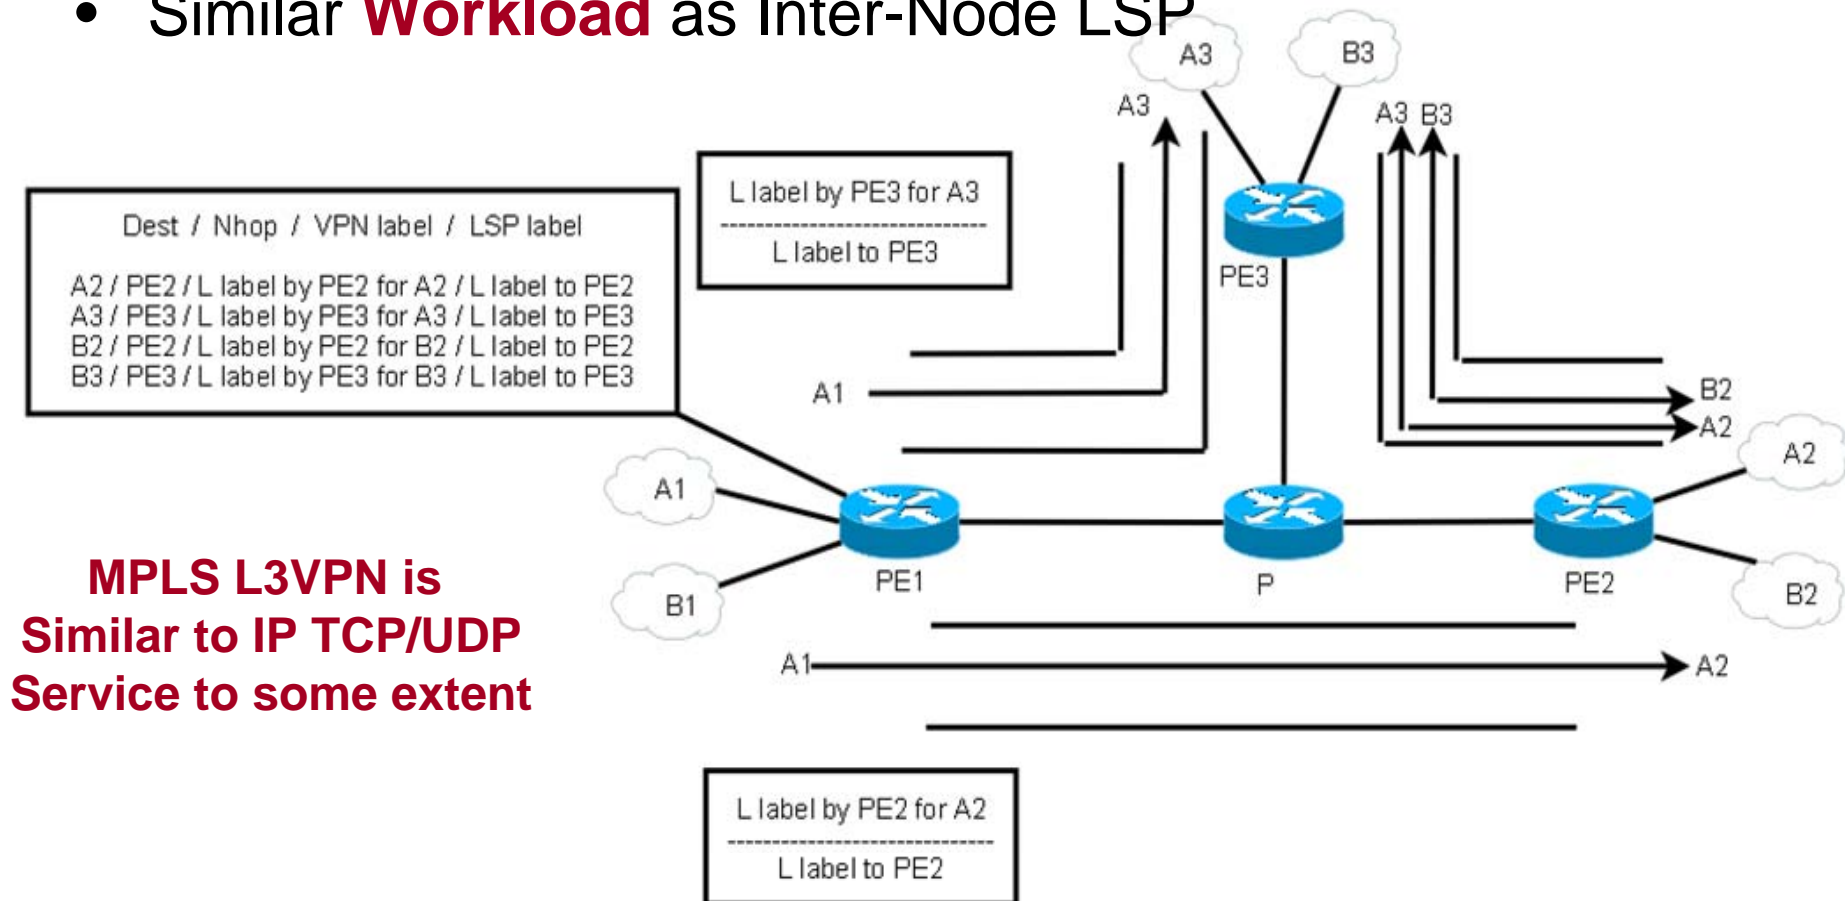 • Similar Workload as Inter-Node LSP
A3
B3
A3
A3 B3
L label by PE3 for A3
------------------------------
L label to PE3
Dest / Nhop / VPN label / LSP label
A2 / PE2 / L label by PE2 for A2 / L label to PE2
A3 / PE3 / L label by PE3 for A3 / L label to PE3
B2 / PE2 / L label by PE2 for B2 / L label to PE2
B3 / PE3 / L label by PE3 for B3 / L label to PE3
PE3
A1
B2
A2
A2
A1
MPLS L3VPN is
Similar to IP TCP/UDP
Service to some extent
B1
PE1
P
PE2
B2
A1
A2
L label by PE2 for A2
------------------------------
L label to PE2